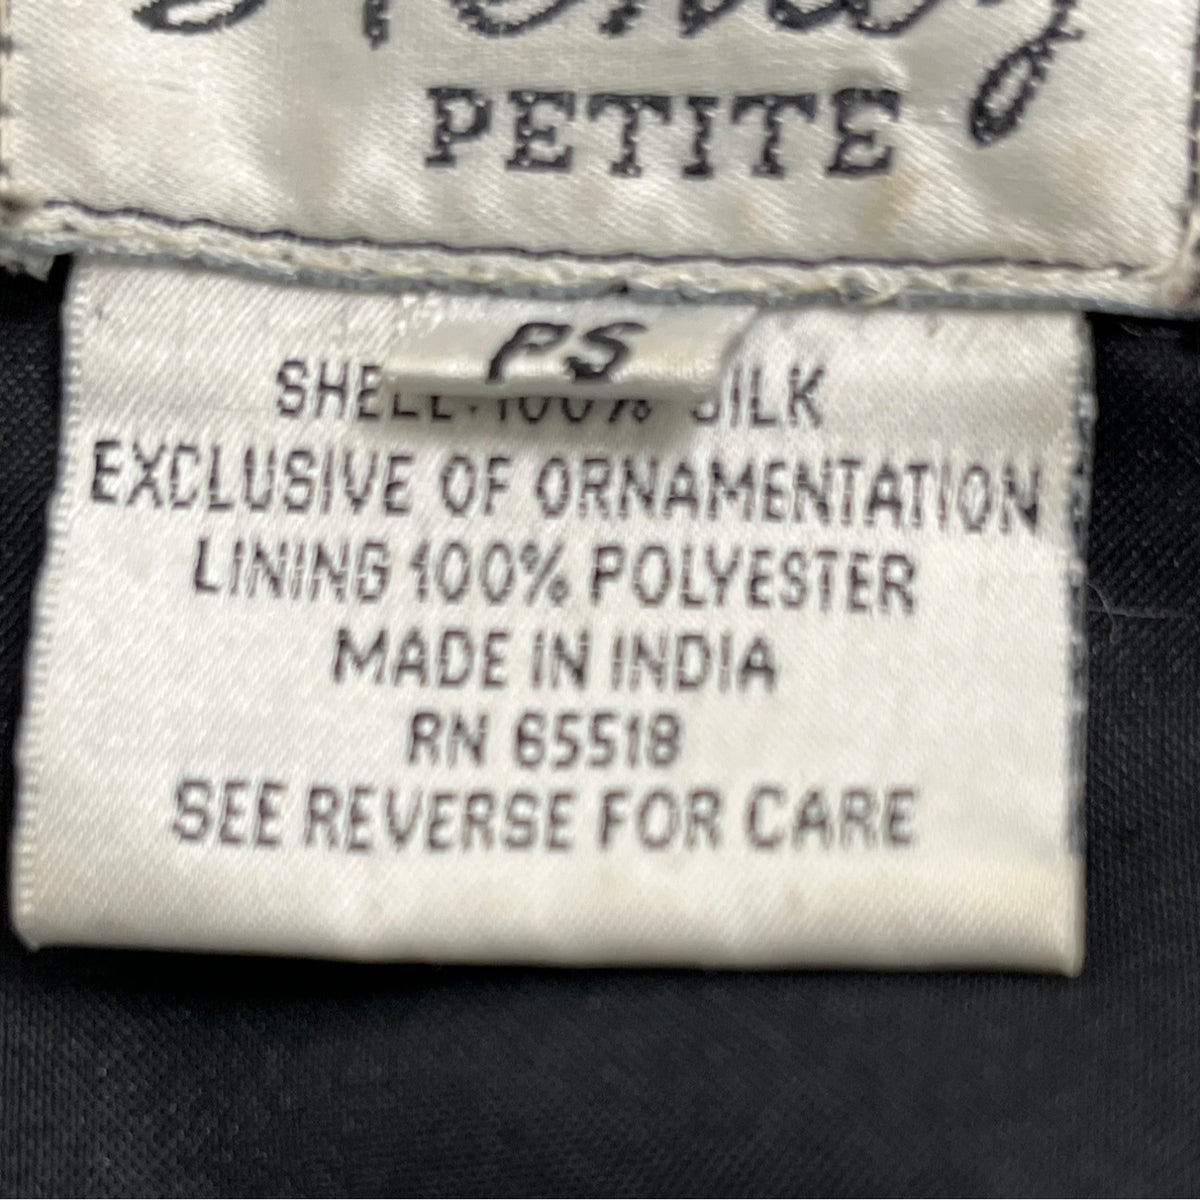 PETITE
PS
SHELL: 100% SILK
EXCLUSIVE OF ORNAMENTATION
LINING 100% POLYESTER
MADE IN INDIA
RN 65518
SEE REVERSE FOR CARE